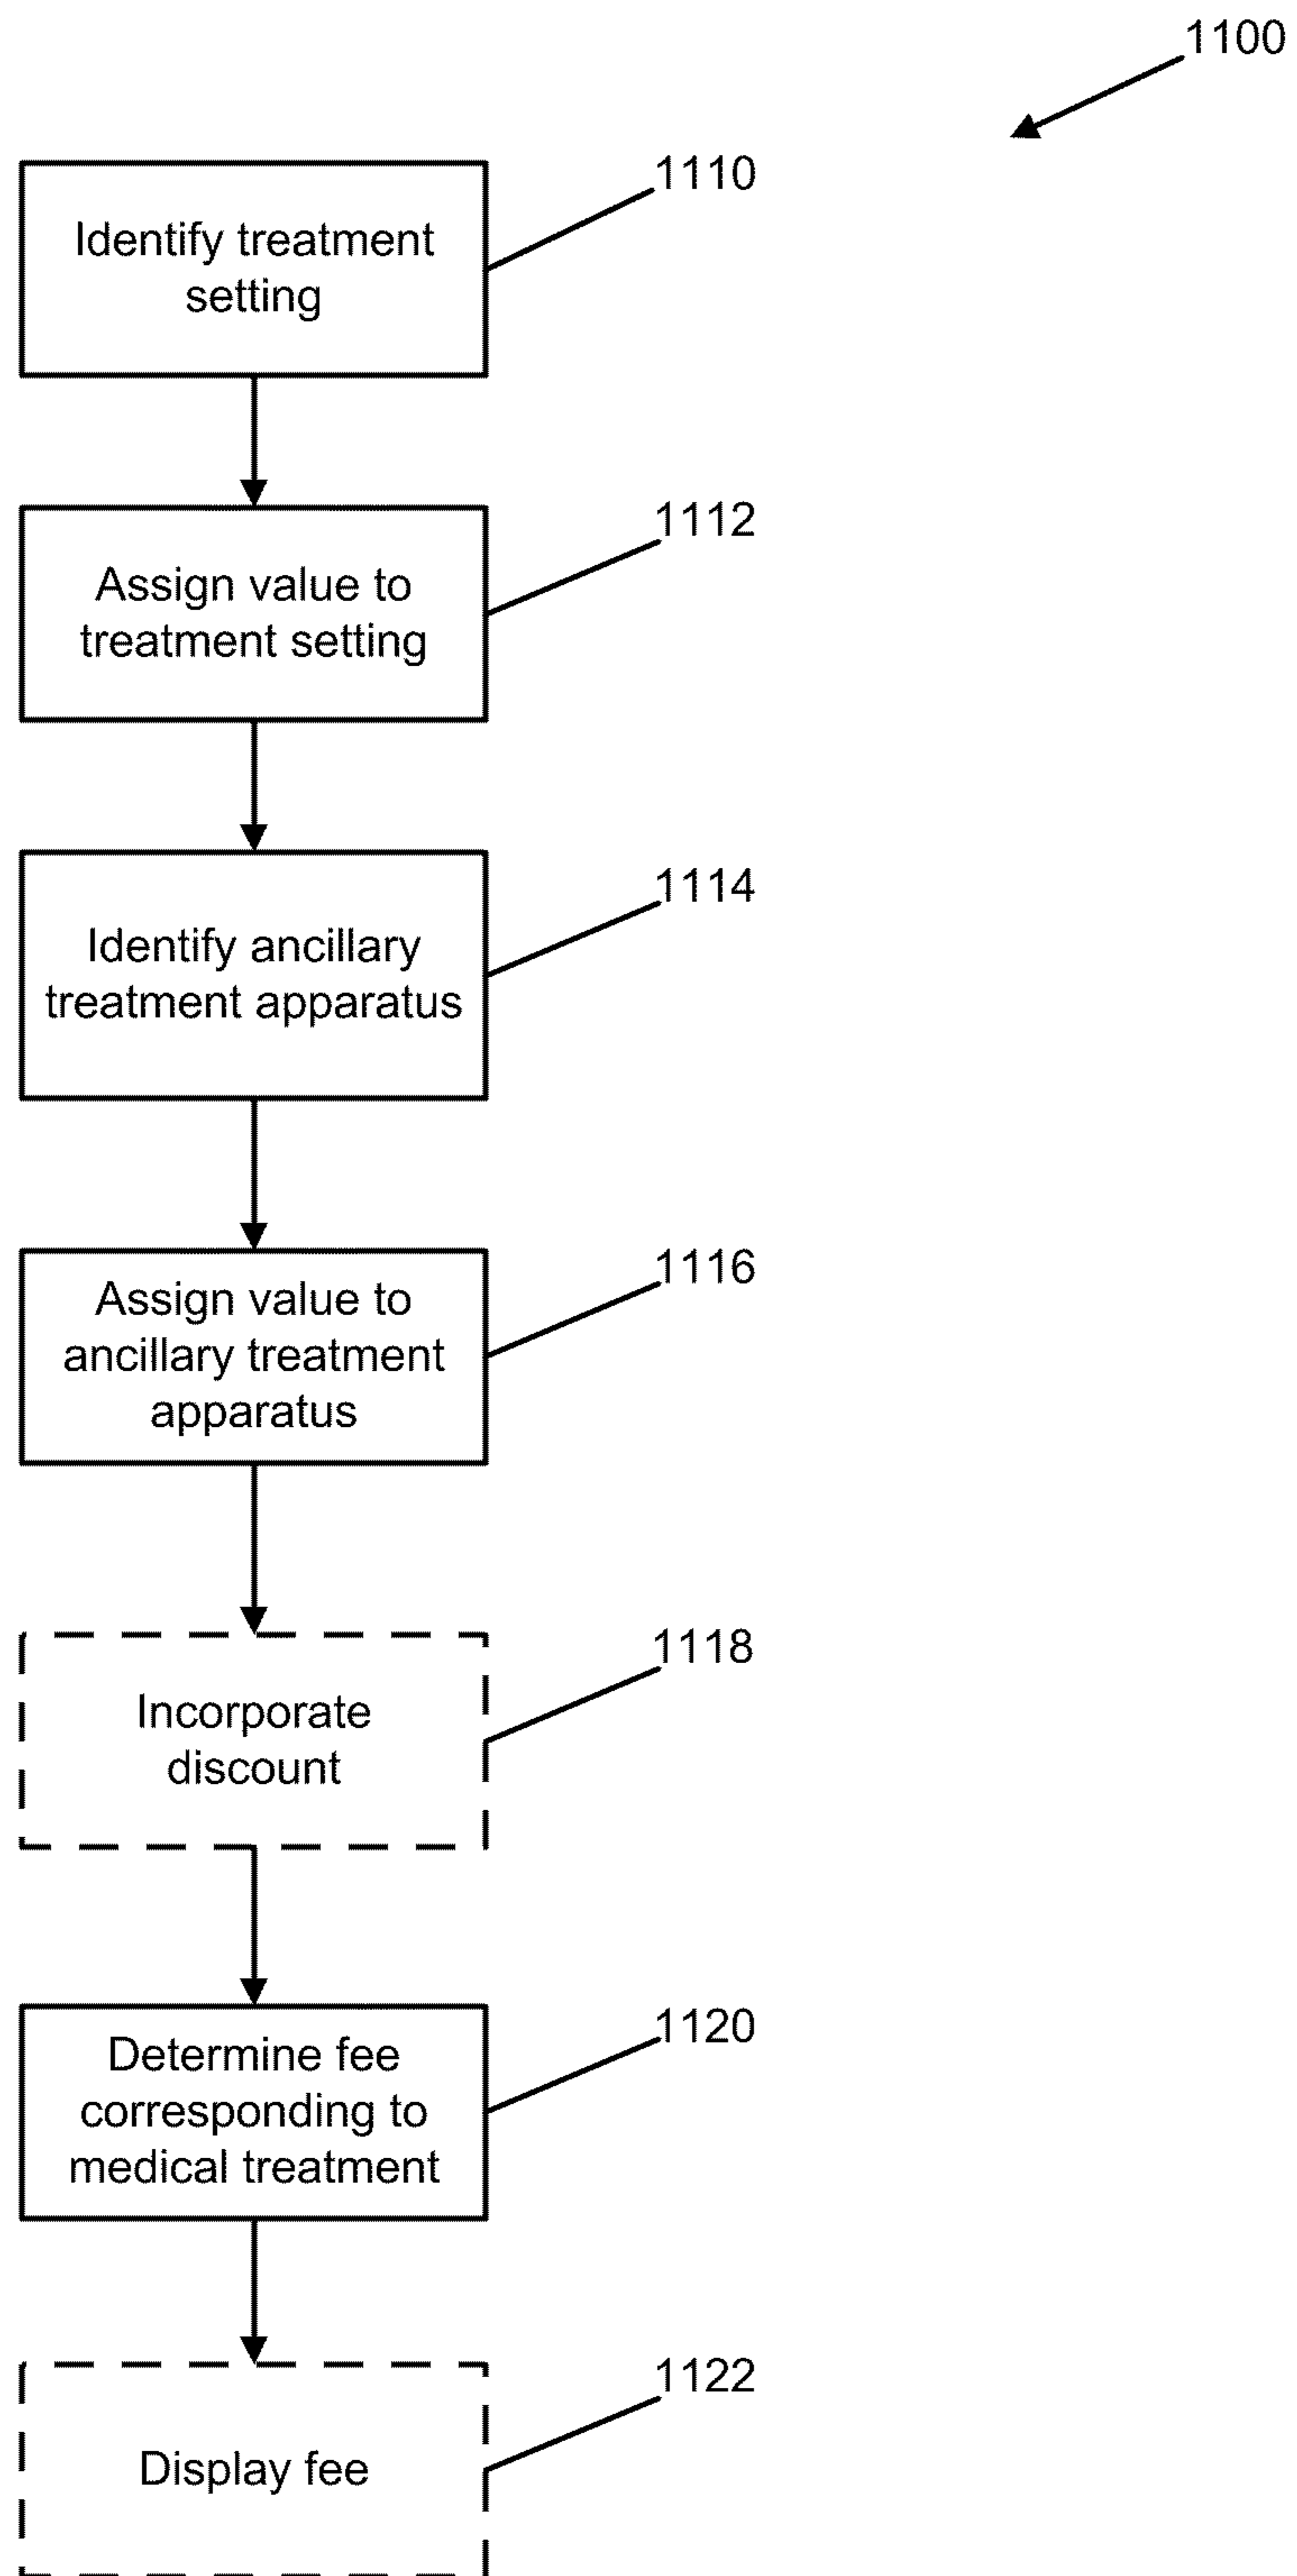 1100
1110
Identify treatment
setting
1112
Assign value to
treatment setting
1114
Identify ancillary
treatment apparatus
1116
Assign value to
ancillary treatment
apparatus
1118
Incorporate
discount
1120
Determine fee
corresponding to
medical treatment
1122
Display fee